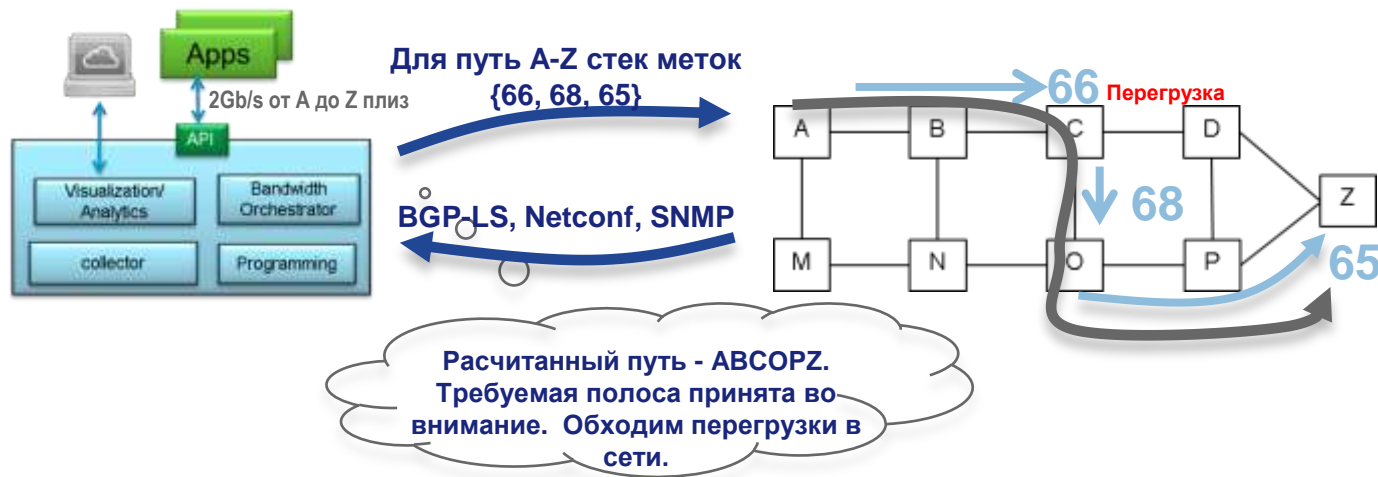 Apps
2Gb/s от A до Z плиз
API
Visualization/
Analytics
Bandwidth
Orchestrator
collector
Programming
Для путь A-Z стек меток
{66, 68, 65}
BGP-LS, Netconf, SNMP
66 Перегрузка
A
B
C
D
68
Z
M
N
O
P
65
Расчитанный путь - ABCOPZ.
Требуемая полоса принята во
внимание. Обходим перегрузки в
сети.